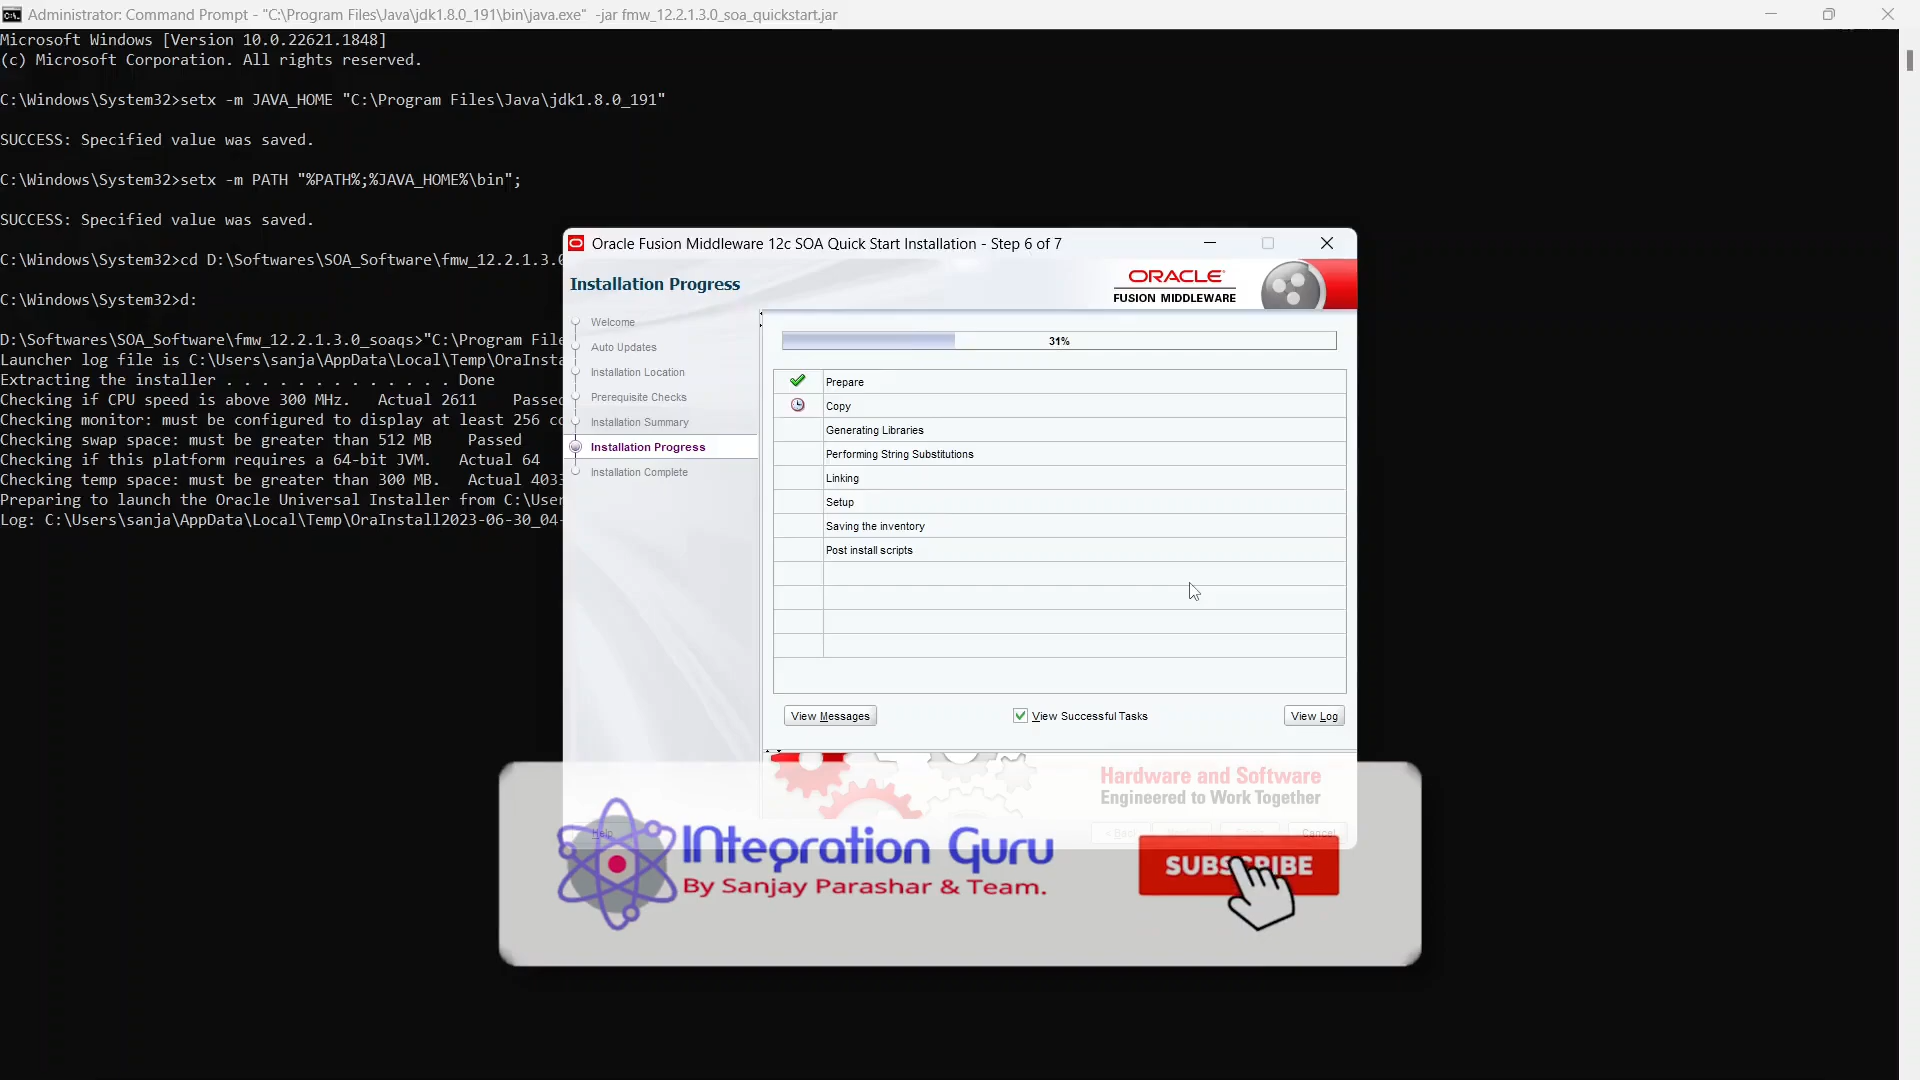 Administrator: Command Prompt - "C:\Program Files\Java\jdk1.8.0_191\bin\java.exe"  -jar fmw_12.2.1.3.0_soa_quickstart.jar
Microsoft Windows [Version 10.0.22621.1848]
(c) Microsoft Corporation. All rights reserved.
C:\Windows\System32>setx -m JAVA_HOME "C:\Program Files\Java\jdk1.8.0_191"
SUCCESS: Specified value was saved.
C:\Windows\System32>setx -m PATH "%PATH%;%JAVA_HOME%\bin";
SUCCESS: Specified value was saved.
C:\Windows\System32>cd D:\Softwares\SOA_Software\fmw_12.2.1.3.0
C:\Windows\System32>d:
D:\Softwares\SOA_Software\fmw_12.2.1.3.0_soaqs>"C:\Program File
Launcher log file is C:\Users\sanja\AppData\Local\Temp\OraInsta
Extracting the installer . . . . . . . . . . . . . Done
Checking if CPU speed is above 300 MHz.   Actual 2611    Passed
Checking monitor: must be configured to display at least 256 co
Checking swap space: must be greater than 512 MB    Passed
Checking if this platform requires a 64-bit JVM.   Actual 64
Checking temp space: must be greater than 300 MB.   Actual 4033
Preparing to launch the Oracle Universal Installer from C:\User
Log: C:\Users\sanja\AppData\Local\Temp\OraInstall2023-06-30_04-
Oracle Fusion Middleware 12c SOA Quick Start Installation - Step 6 of 7
Installation Progress
ORACLE
FUSION MIDDLEWARE
Welcome
Auto Updates
Installation Location
Prerequisite Checks
Installation Summary
Installation Progress
Installation Complete
31%
Prepare
Copy
Generating Libraries
Performing String Substitutions
Linking
Setup
Saving the inventory
Post install scripts
View Messages
View Successful Tasks
View Log
Hardware and Software
Engineered to Work Together
Help
< Back
Cancel
INtegration Guru
By Sanjay Parashar & Team.
SUBSCRIBE